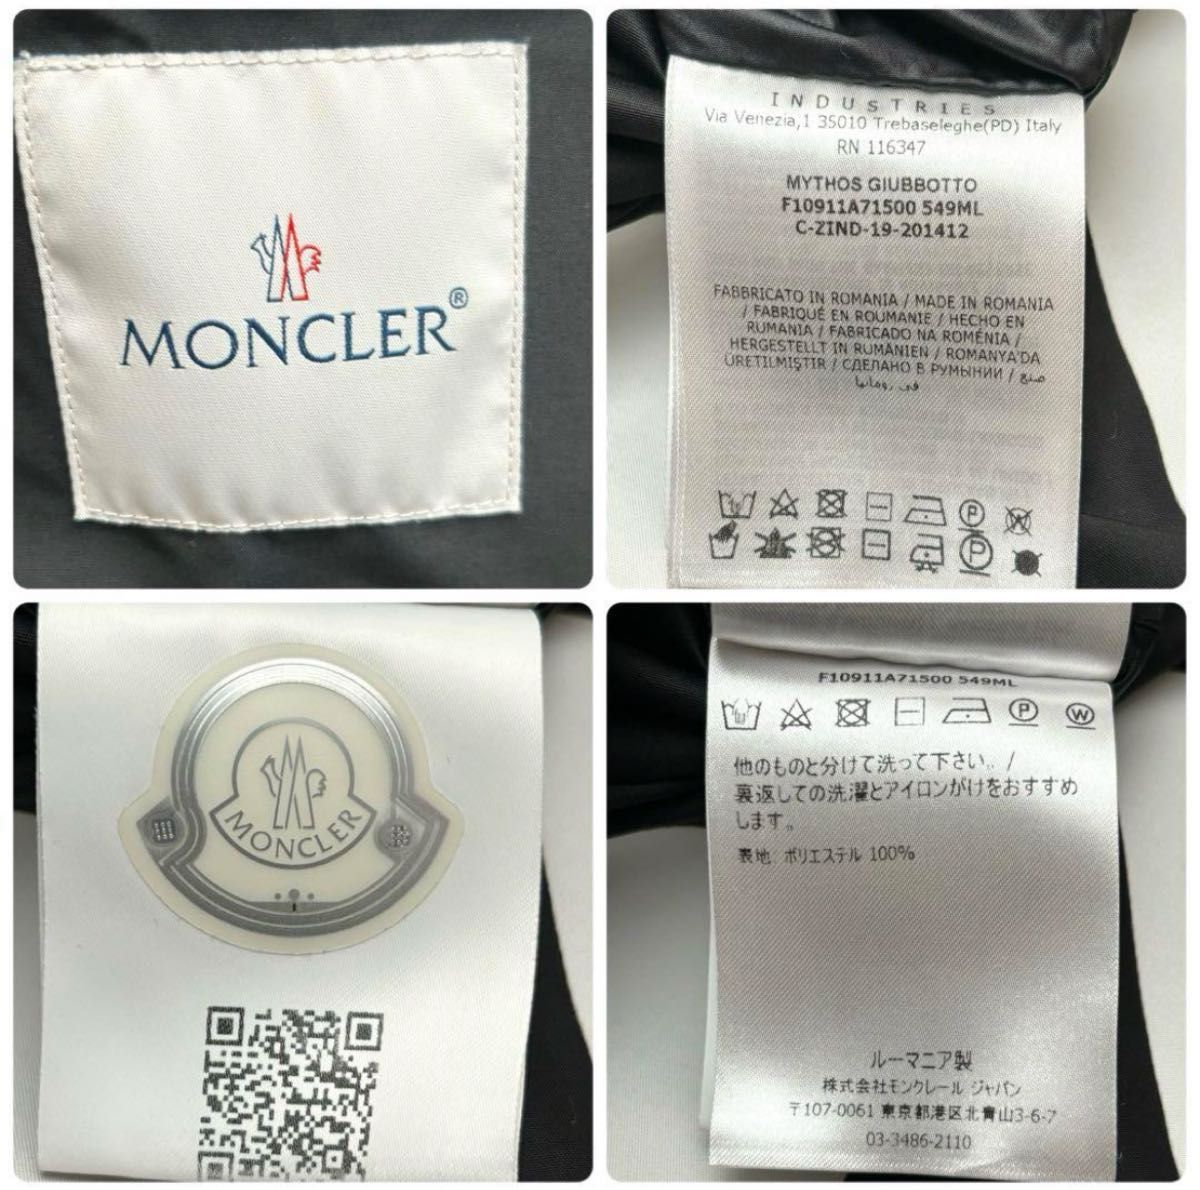 MONCLER®
INDUSTRIES
Via Venezia,1 35010 Trebaseleghe(PD) Italy
RN 116347
MYTHOS GIUBBOTTO
F10911A71500 549ML
C-ZIND-19-201412
FABBRICATO IN ROMANIA / MADE IN ROMANIA
/ FABRIQUÉ EN ROUMANIE / HECHO EN
RUMANIA / FABRICADO NA ROMÉNIA /
HERGESTELLT IN RUMÄNIEN / ROMANYA'DA
ÜRETILMIŞTIR / СДЕЛАНО В РУМЫНИИ / صنع
في رومانيا
P W
P
MONCLER
F10911A71500 549ML
P W
他のものと分けて洗って下さい。/
裏返しての洗濯とアイロンがけをおすすめ
します。
表地: ポリエステル 100%
ルーマニア製
株式会社モンクレール ジャパン
〒107-0061 東京都港区北青山3-6-7
03-3486-2110